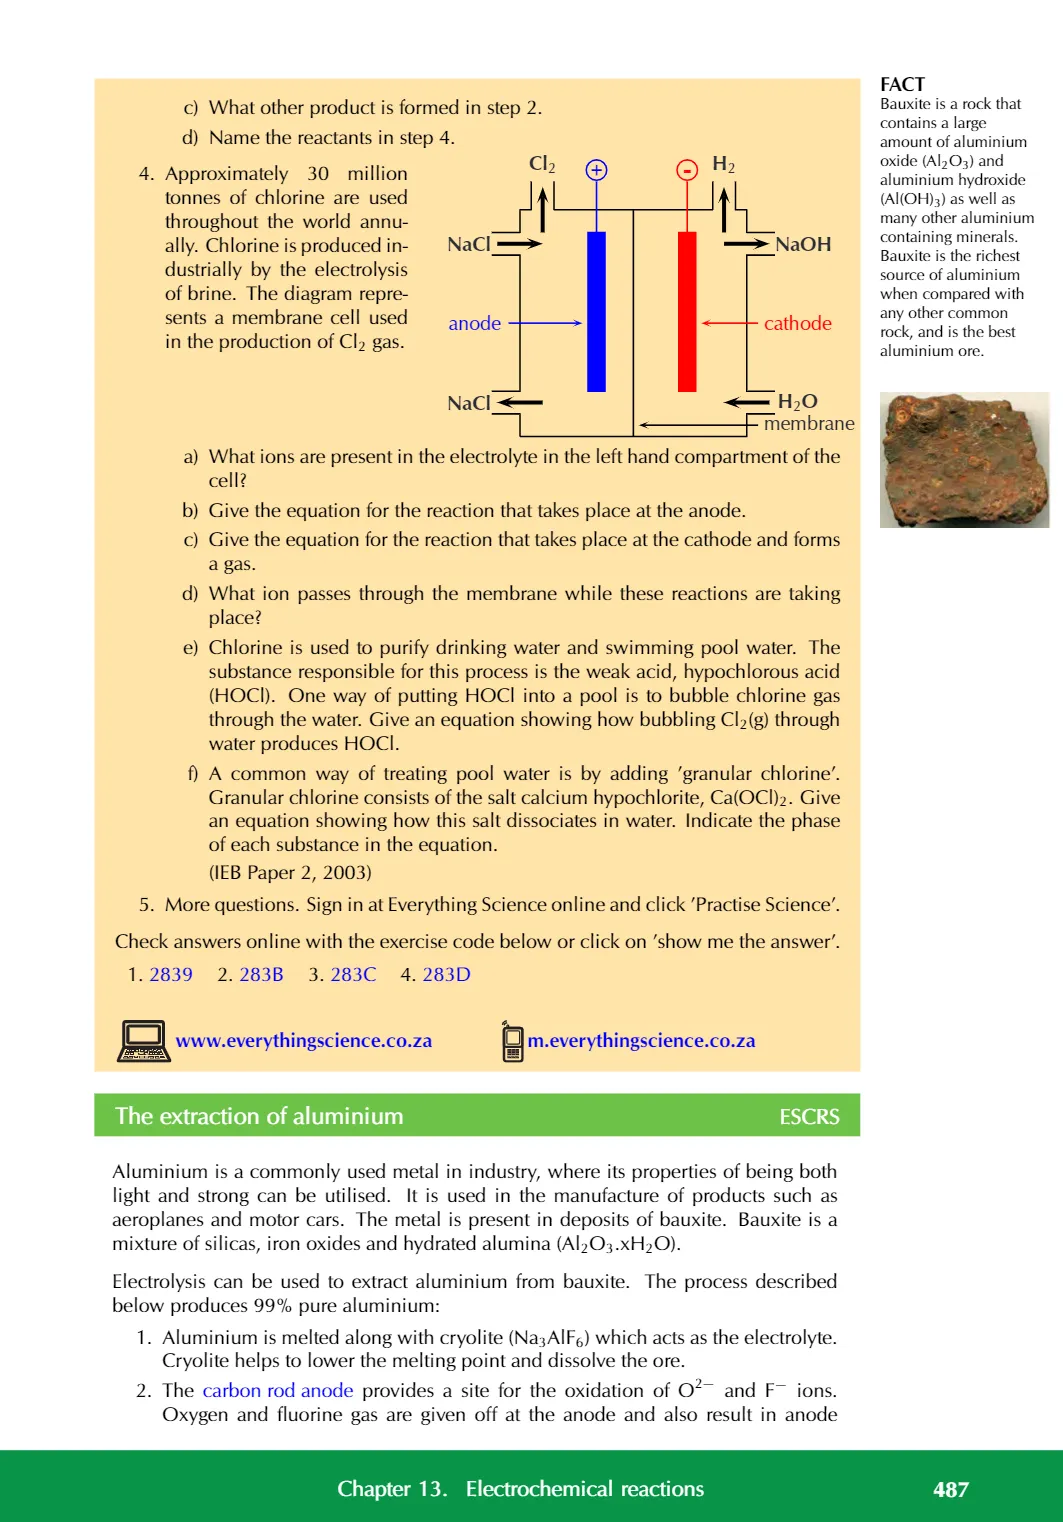 c) What other product is formed in step 2.
d) Name the reactants in step 4.
4. Approximately 30 million
tonnes of chlorine are used
throughout the world annu-
ally. Chlorine is produced in-
dustrially by the electrolysis
of brine. The diagram repre-
sents a membrane cell used
in the production of Cl₂ gas.
Cl₂
+
-
H₂
NaCl
NaOH
anode
cathode
NaCl
H₂O
membrane
a) What ions are present in the electrolyte in the left hand compartment of the
cell?
b) Give the equation for the reaction that takes place at the anode.
c) Give the equation for the reaction that takes place at the cathode and forms
a gas.
d) What ion passes through the membrane while these reactions are taking
place?
e) Chlorine is used to purify drinking water and swimming pool water. The
substance responsible for this process is the weak acid, hypochlorous acid
(HOCl). One way of putting HOCl into a pool is to bubble chlorine gas
through the water. Give an equation showing how bubbling Cl₂(g) through
water produces HOCl.
f) A common way of treating pool water is by adding ’granular chlorine’.
Granular chlorine consists of the salt calcium hypochlorite, Ca(OCl)₂. Give
an equation showing how this salt dissociates in water. Indicate the phase
of each substance in the equation.
(IEB Paper 2, 2003)
5. More questions. Sign in at Everything Science online and click ’Practise Science’.
Check answers online with the exercise code below or click on ’show me the answer’.
1. 2839 2. 283B 3. 283C 4. 283D
www.everythingscience.co.za m.everythingscience.co.za
FACT
Bauxite is a rock that
contains a large
amount of aluminium
oxide (Al₂O₃) and
aluminium hydroxide
(Al(OH)₃) as well as
many other aluminium
containing minerals.
Bauxite is the richest
source of aluminium
when compared with
any other common
rock, and is the best
aluminium ore.
The extraction of aluminium ESCRS
Aluminium is a commonly used metal in industry, where its properties of being both
light and strong can be utilised. It is used in the manufacture of products such as
aeroplanes and motor cars. The metal is present in deposits of bauxite. Bauxite is a
mixture of silicas, iron oxides and hydrated alumina (Al₂O₃.xH₂O).
Electrolysis can be used to extract aluminium from bauxite. The process described
below produces 99% pure aluminium:
1. Aluminium is melted along with cryolite (Na₃AlF₆) which acts as the electrolyte.
Cryolite helps to lower the melting point and dissolve the ore.
2. The carbon rod anode provides a site for the oxidation of O²⁻ and F⁻ ions.
Oxygen and fluorine gas are given off at the anode and also result in anode
Chapter 13. Electrochemical reactions 487